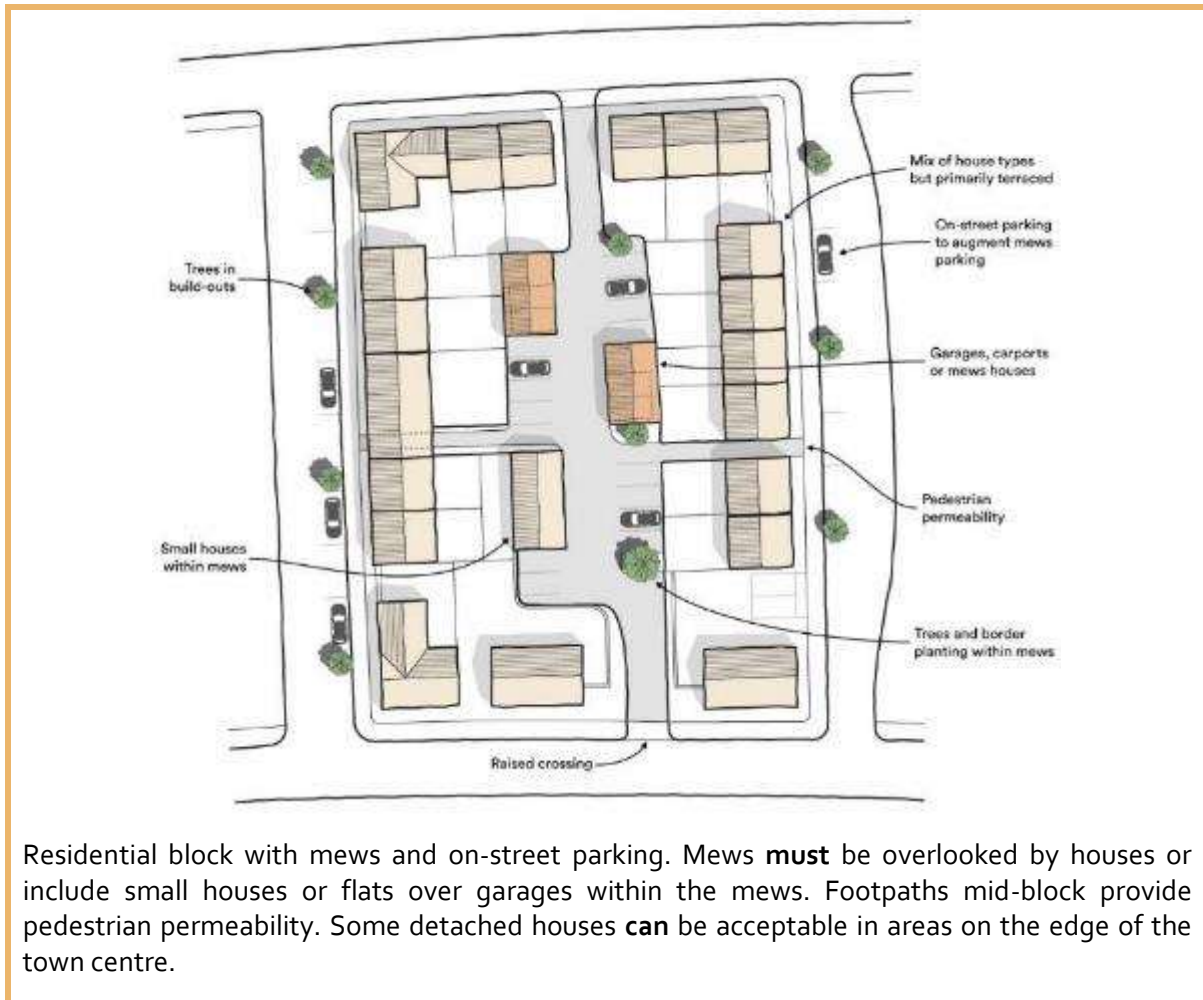 Mix of house types
but primarily terraced
On-street parking
to augment mews
parking
Trees in
build-outs
Garages, carports
or mews houses
Pedestrian
permeability
Small houses
within mews
Trees and border
planting within mews
Raised crossing
Residential block with mews and on-street parking. Mews must be overlooked by houses or
include small houses or flats over garages within the mews. Footpaths mid-block provide
pedestrian permeability. Some detached houses can be acceptable in areas on the edge of the
town centre.